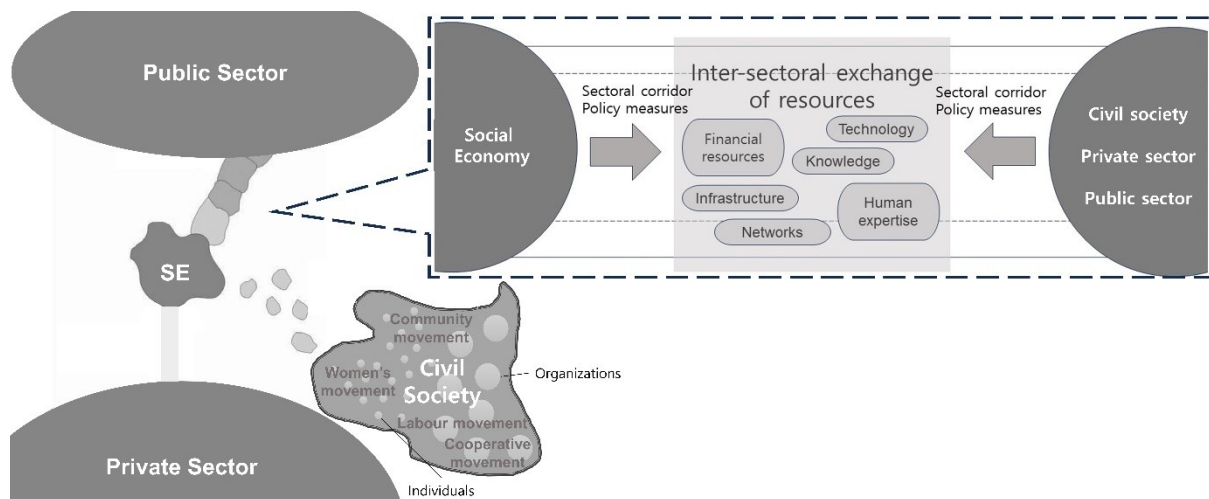 Public Sector
SE
Private Sector
Community
movement
Women's
movement
Civil
Society
Labour movement
Cooperative
movement
Organizations
Individuals
Social
Economy
Sectoral corridor
Policy measures
Inter-sectoral exchange
of resources
Financial
resources
Technology
Knowledge
Infrastructure
Human
expertise
Networks
Sectoral corridor
Policy measures
Civil society
Private sector
Public sector